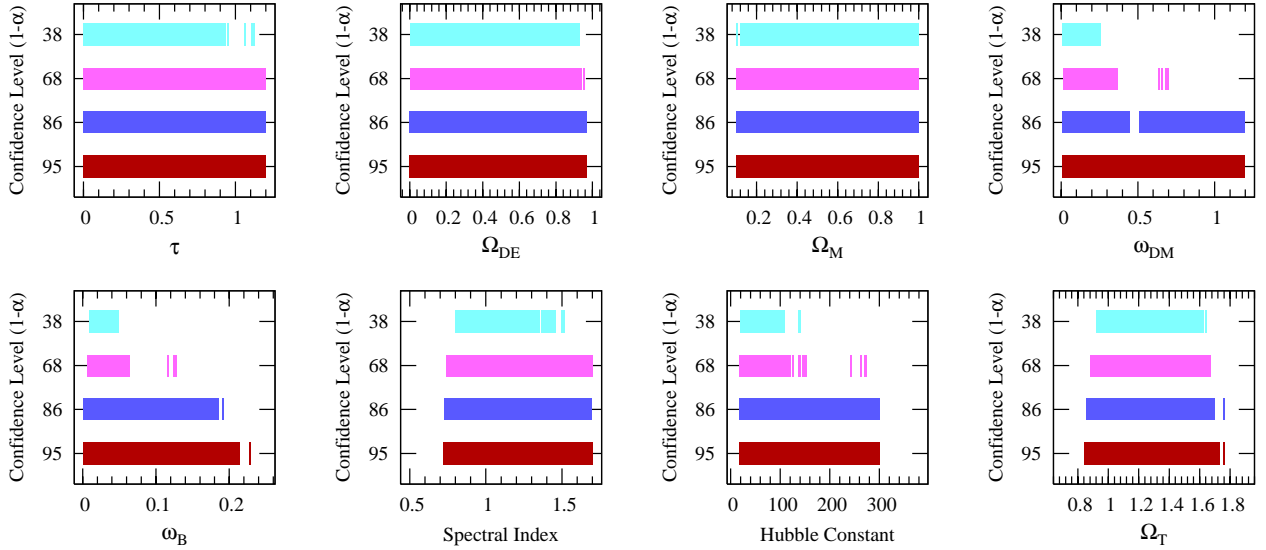 Confidence Level (1-α)
38
68
86
95
0 0.5 1
τ
Confidence Level (1-α)
38
68
86
95
0 0.2 0.4 0.6 0.8 1
Ω_DE
Confidence Level (1-α)
38
68
86
95
0.2 0.4 0.6 0.8 1
Ω_M
Confidence Level (1-α)
38
68
86
95
0 0.5 1
ω_DM
Confidence Level (1-α)
38
68
86
95
0 0.1 0.2
ω_B
Confidence Level (1-α)
38
68
86
95
0.5 1 1.5
Spectral Index
Confidence Level (1-α)
38
68
86
95
0 100 200 300
Hubble Constant
Confidence Level (1-α)
38
68
86
95
0.8 1 1.2 1.4 1.6 1.8
Ω_T